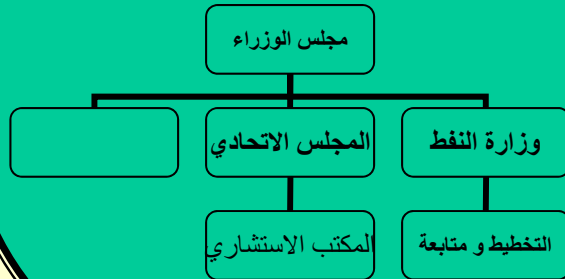 مجلس الوزراء
وزارة النفط
المجلس الاتحادي
التخطيط و متابعة
المكتب الاستشاري